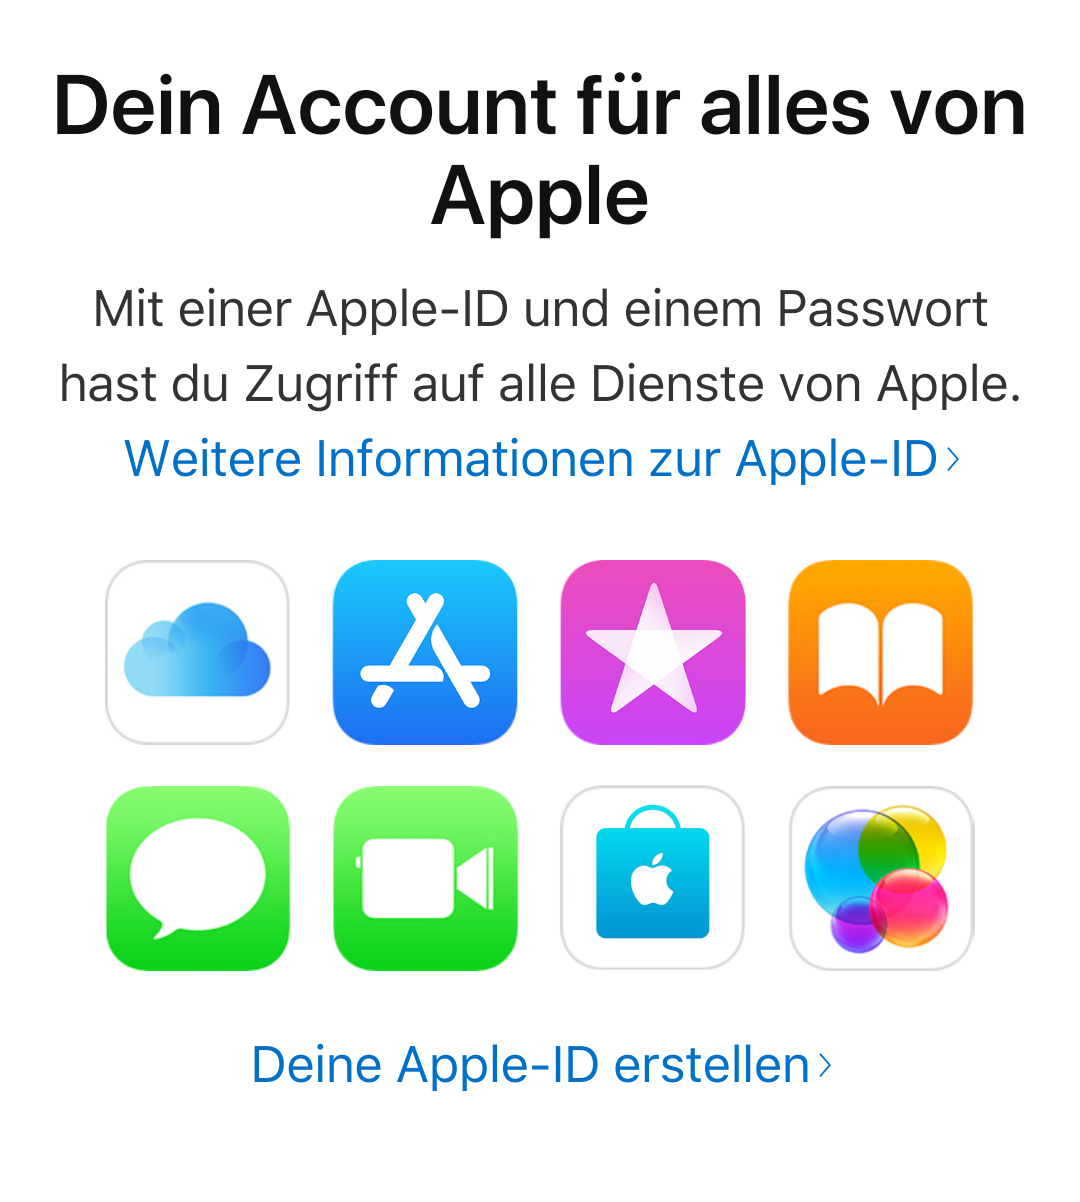 Dein Account für alles von
Apple
Mit einer Apple-ID und einem Passwort
hast du Zugriff auf alle Dienste von Apple.
Weitere Informationen zur Apple-ID
Deine Apple-ID erstellen